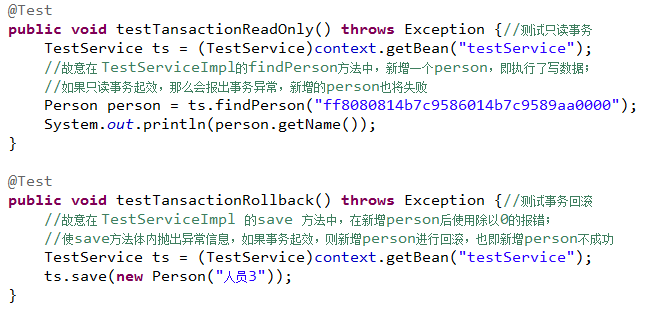 @Test
public void testTansactionReadOnly() throws Exception {//测试只读事务
TestService ts = (TestService)context.getBean("testService");
//故意在 TestServiceImpl的findPerson方法中，新增一个person，即执行了写数据；
//如果只读事务起效，那么会报出事务异常，新增的person也将失败
Person person = ts.findPerson("ff8080814b7c9586014b7c9589aa0000");
System.out.println(person.getName());
}
@Test
public void testTansactionRollback() throws Exception {//测试事务回滚
//故意在 TestServiceImpl 的save 方法中，在新增person后使用除以0的报错；
//使save方法体内抛出异常信息，如果事务起效，则新增person进行回滚，也即新增person不成功
TestService ts = (TestService)context.getBean("testService");
ts.save(new Person("人员3"));
}